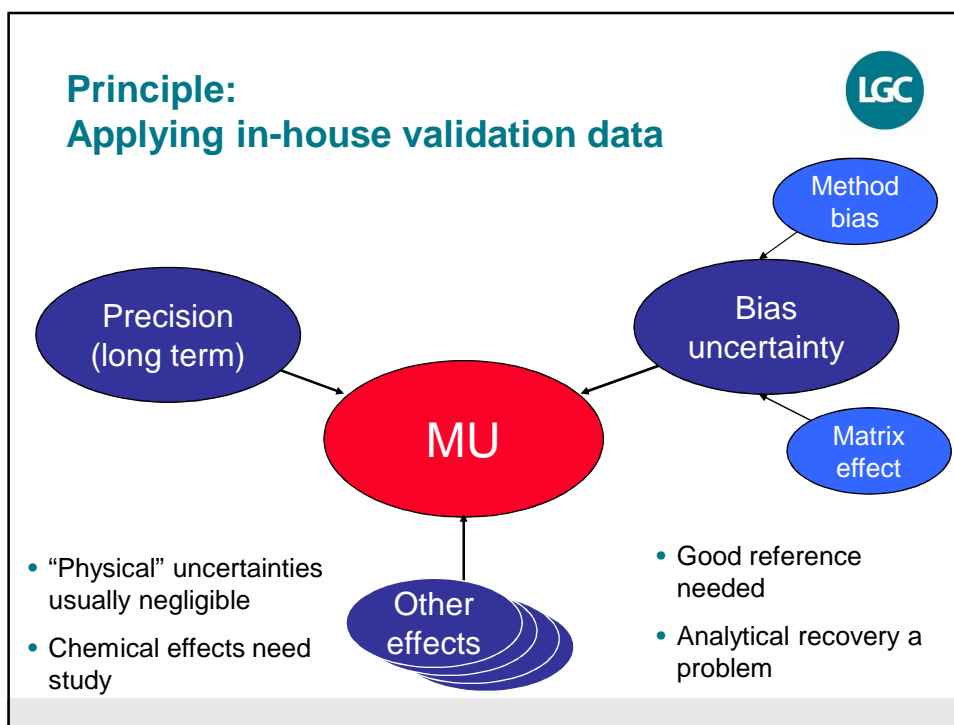 Principle:
Applying in-house validation data
LGC
Method
bias
Precision
(long term)
Bias
uncertainty
MU
Matrix
effect
• “Physical” uncertainties
usually negligible
• Chemical effects need
study
Other
effects
• Good reference
needed
• Analytical recovery a
problem